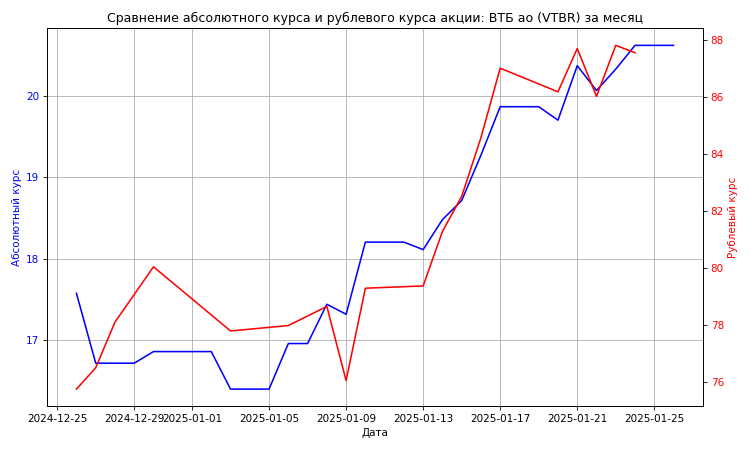 Сравнение абсолютного курса и рублевого курса акции: ВТБ ао (VTBR) за месяц
Абсолютный курс
20
19
18
17
88
86
84
82
80
78
76
Рублевый курс
2024-12-25 2024-12-29 2025-01-01 2025-01-05 2025-01-09 2025-01-13 2025-01-17 2025-01-21 2025-01-25
Дата